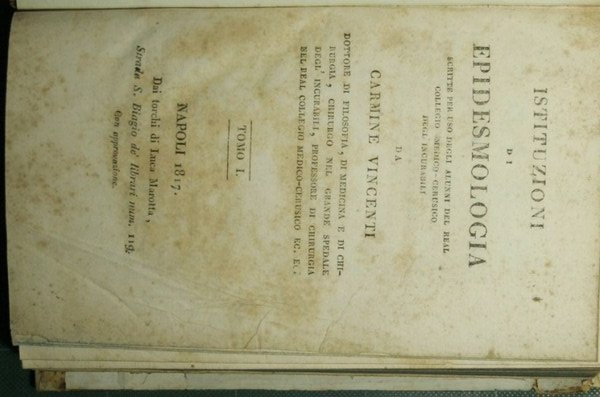 ISTITUZIONI
DI
EPIDESMOLOGIA
SCRITTE PER USO DEGLI ALUNNI DEL REAL
COLLEGIO MEDICO-CERUSICO
DEGL'INCURABILI
DA
CARMINE VINCENTI
DOTTORE DI FILOSOFIA, DI MEDICINA E DI CHI-
RURGIA, CHIRURGO NEL GRANDE SPEDALE
DEGL'INCURABILI, PROFESSORE DI CHIRURGIA
NEL REAL COLLEGIO MEDICO-CERUSICO EC. EC.
TOMO I.
NAPOLI 1817.
Dai torchi di Luca Marotta,
Strada S. Biagio de' librari num. 119.
Con approvazione.